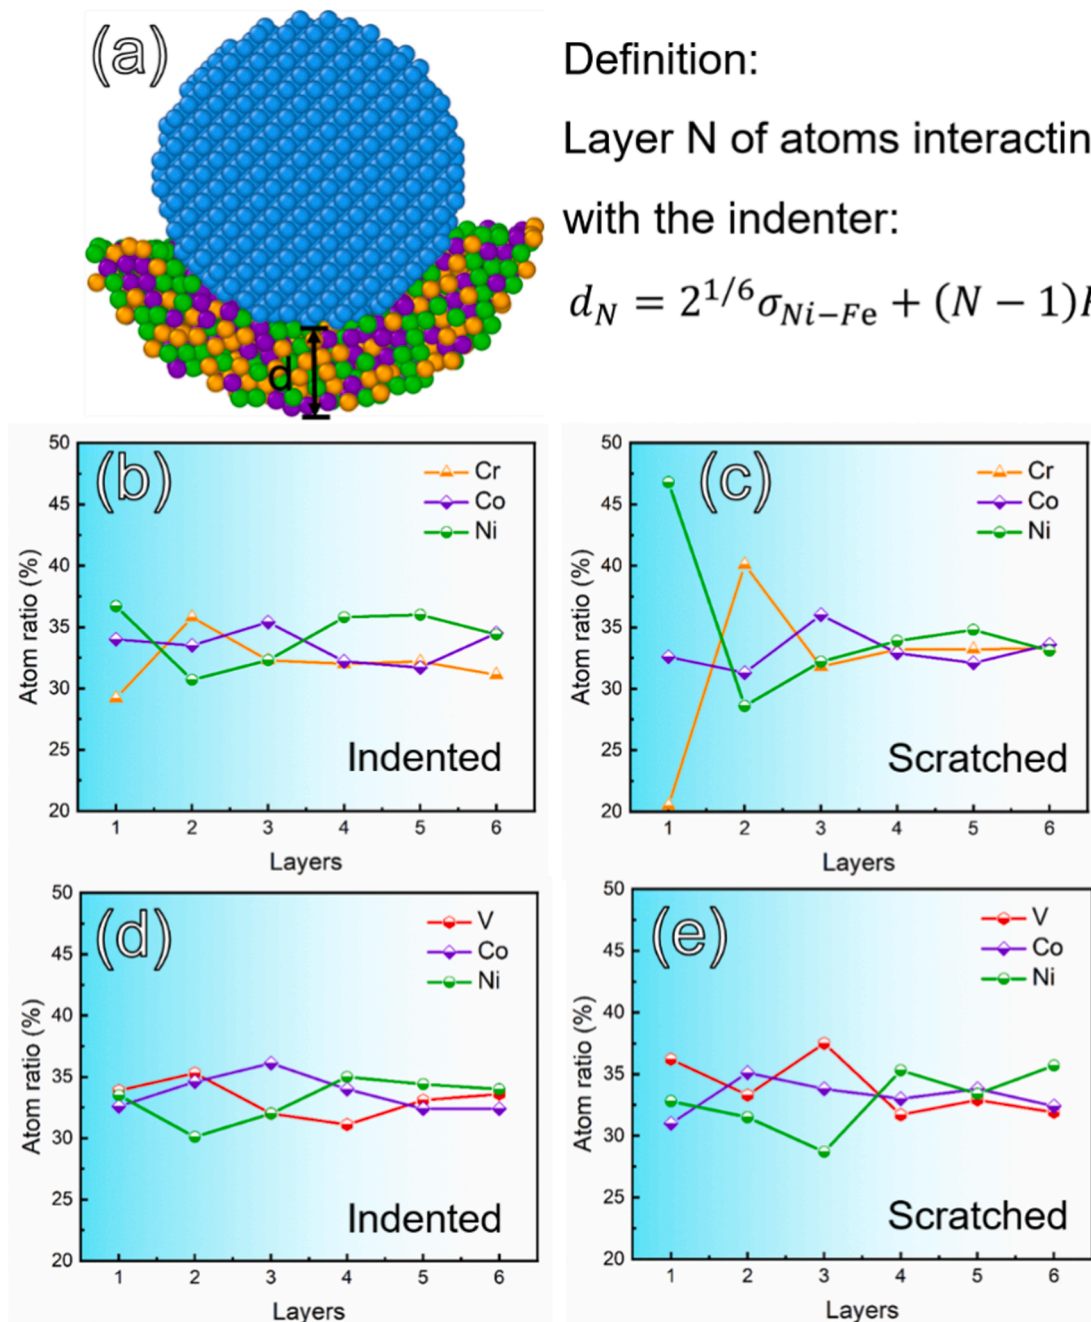 (a)
Definition:
Layer N of atoms interactin
with the indenter:
d_N = 2^{1/6}σ_{Ni-Fe} + (N − 1)
d
(b)
Cr
Co
Ni
50
45
40
35
30
25
20
Atom ratio (%)
Indented
1 2 3 4 5 6
Layers
(c)
Cr
Co
Ni
50
45
40
35
30
25
20
Atom ratio (%)
Scratched
1 2 3 4 5 6
Layers
(d)
V
Co
Ni
50
45
40
35
30
25
20
Atom ratio (%)
Indented
1 2 3 4 5 6
Layers
(e)
V
Co
Ni
50
45
40
35
30
25
20
Atom ratio (%)
Scratched
1 2 3 4 5 6
Layers